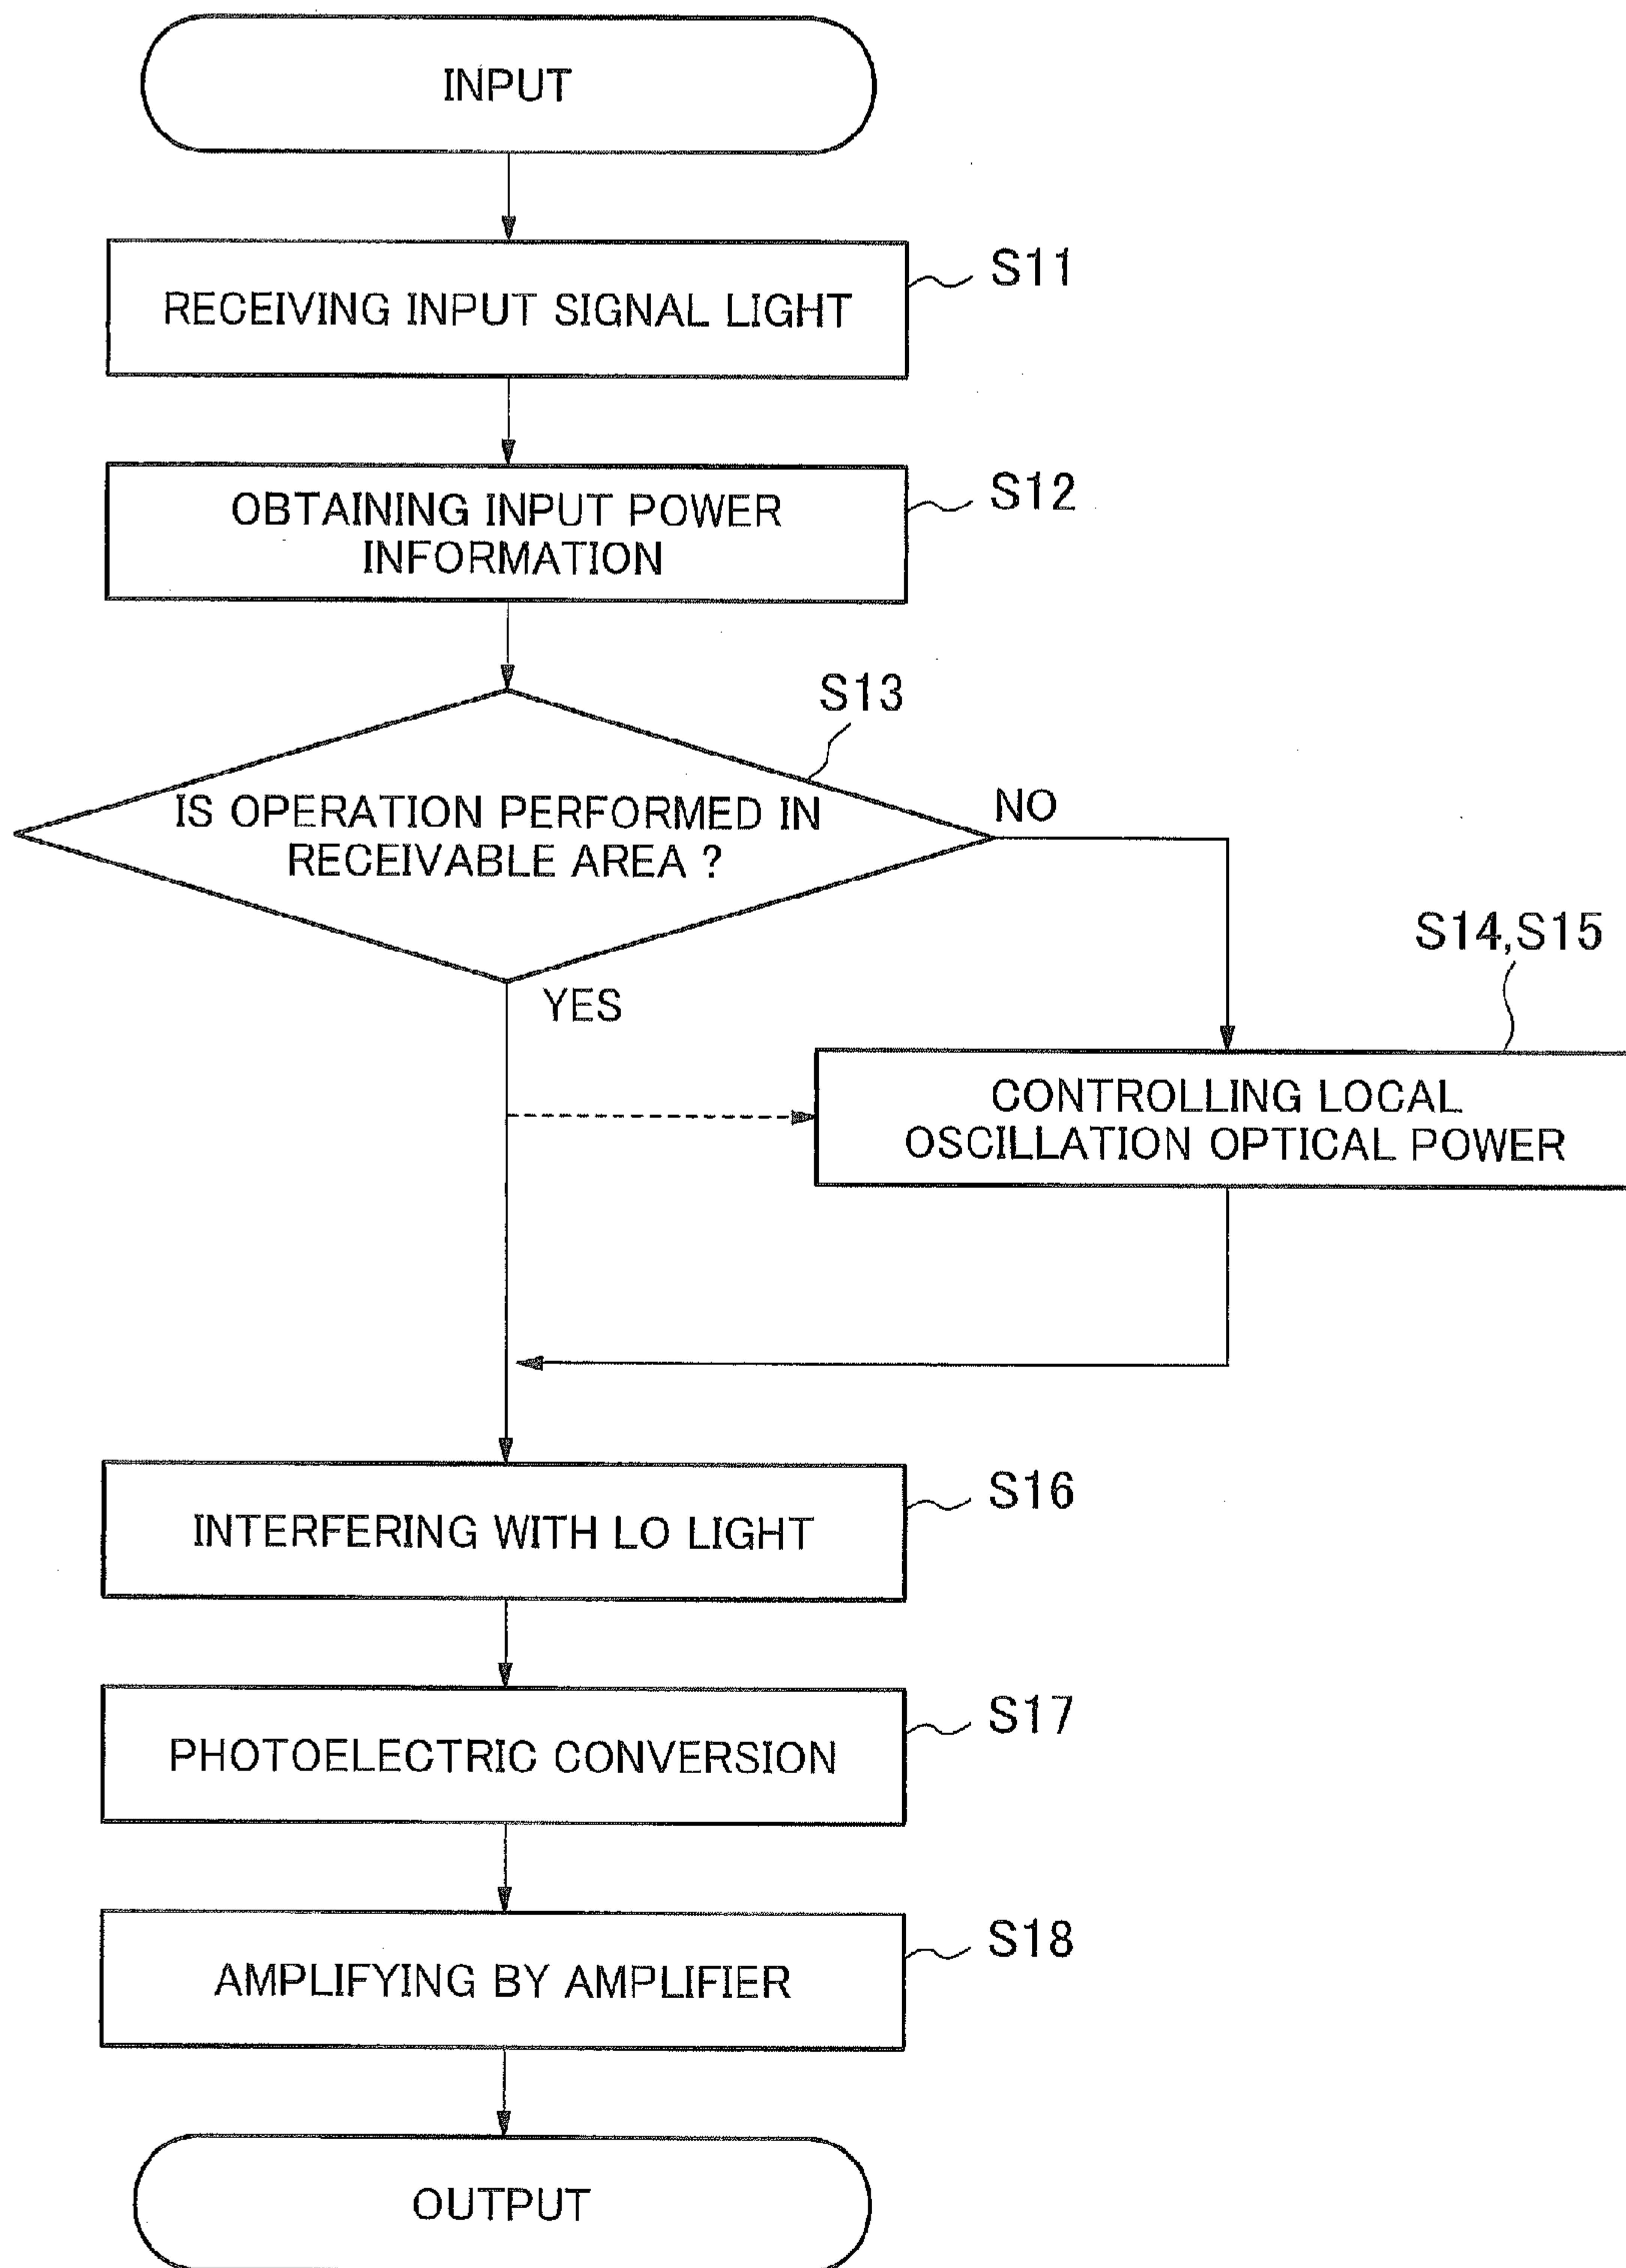 INPUT
RECEIVING INPUT SIGNAL LIGHT
S11
OBTAINING INPUT POWER
INFORMATION
S12
S13
IS OPERATION PERFORMED IN
RECEIVABLE AREA ?
NO
YES
S14,S15
CONTROLLING LOCAL
OSCILLATION OPTICAL POWER
INTERFERING WITH LO LIGHT
S16
PHOTOELECTRIC CONVERSION
S17
AMPLIFYING BY AMPLIFIER
S18
OUTPUT